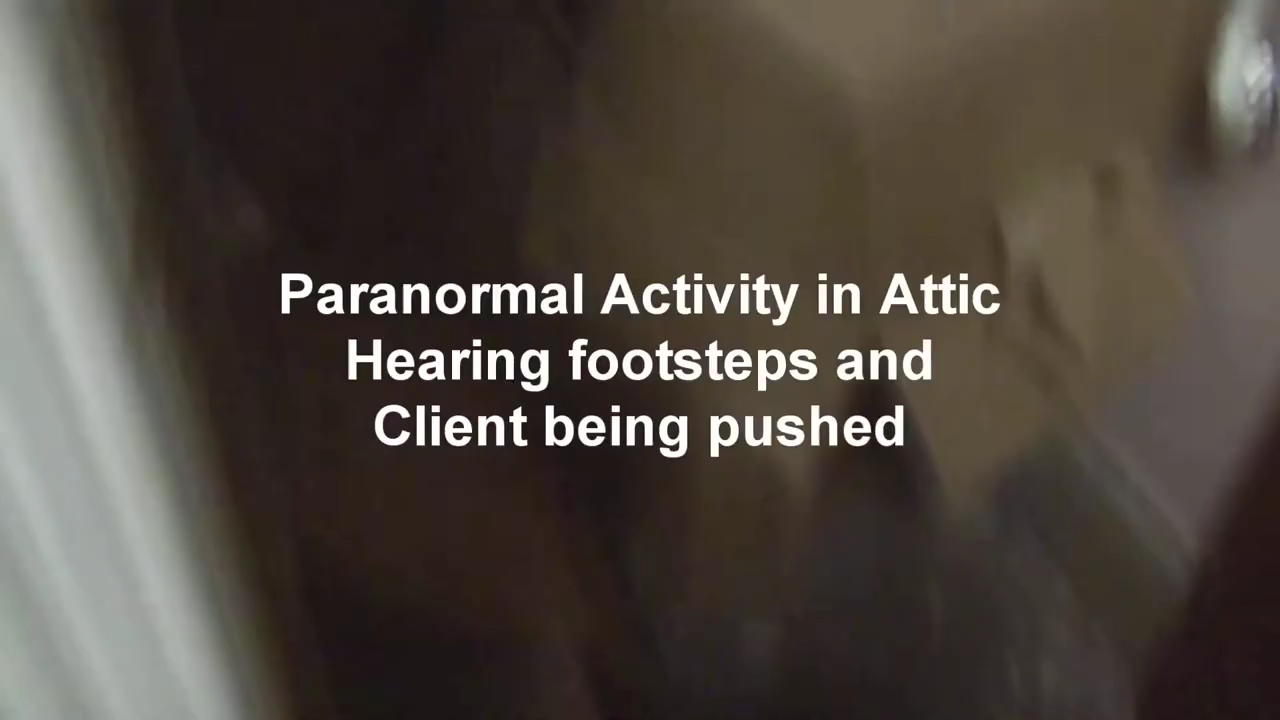 Paranormal Activity in Attic
Hearing footsteps and
Client being pushed